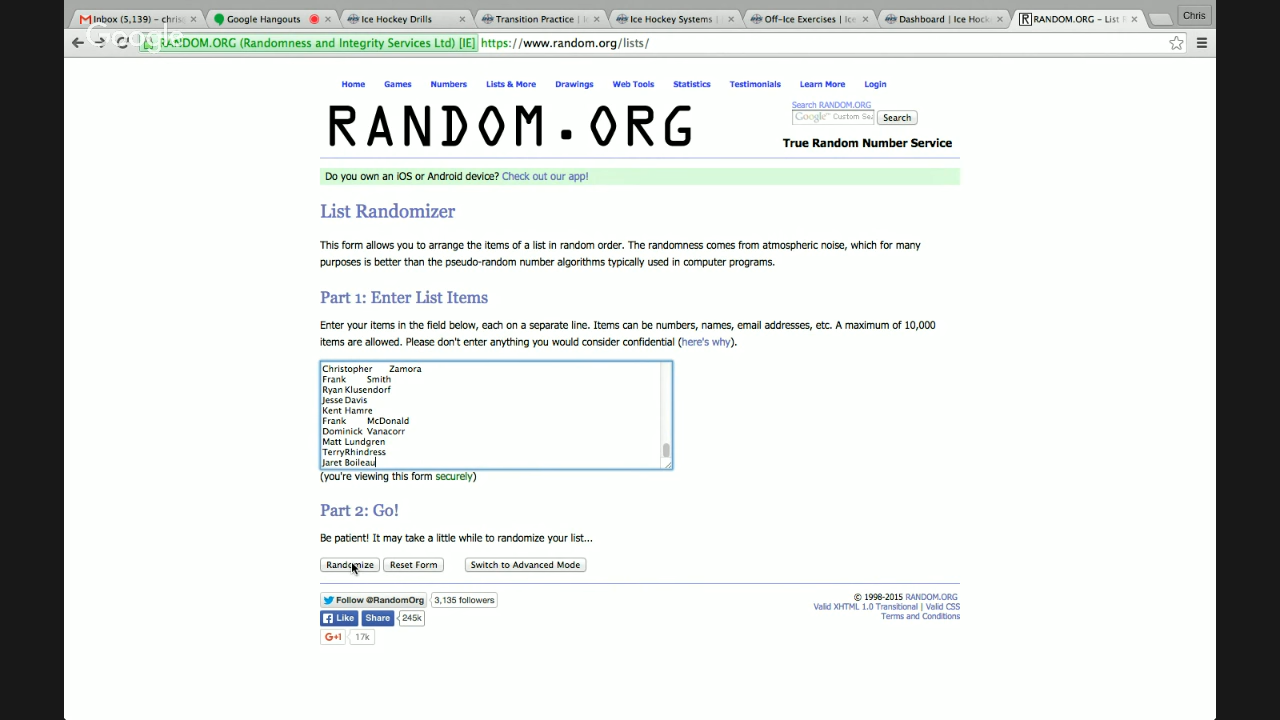 Inbox (5,139) – chris
Google Hangouts
Ice Hockey Drills
Transition Practice |
Ice Hockey Systems |
Off-Ice Exercises | Ice
Dashboard | Ice Hock
RANDOM.ORG – List
Chris
Google
RANDOM.ORG (Randomness and Integrity Services Ltd) [IE] https://www.random.org/lists/
Home Games Numbers Lists & More Drawings Web Tools Statistics Testimonials Learn More Login
RANDOM.ORG
Search RANDOM.ORG
Google™ Custom Sea
Search
True Random Number Service
Do you own an iOS or Android device? Check out our app!
List Randomizer
This form allows you to arrange the items of a list in random order. The randomness comes from atmospheric noise, which for many
purposes is better than the pseudo-random number algorithms typically used in computer programs.
Part 1: Enter List Items
Enter your items in the field below, each on a separate line. Items can be numbers, names, email addresses, etc. A maximum of 10,000
items are allowed. Please don't enter anything you would consider confidential (here's why).
Christopher Zamora
Frank Smith
Ryan Klusendorf
Jesse Davis
Kent Hamre
Frank McDonald
Dominick Vanacorr
Matt Lundgren
TerryRhindress
Jaret Boileau
(you're viewing this form securely)
Part 2: Go!
Be patient! It may take a little while to randomize your list...
Randomize Reset Form Switch to Advanced Mode
Follow @RandomOrg 3,135 followers
Like Share 245k
G+1 17k
© 1998-2015 RANDOM.ORG
Valid XHTML 1.0 Transitional | Valid CSS
Terms and Conditions